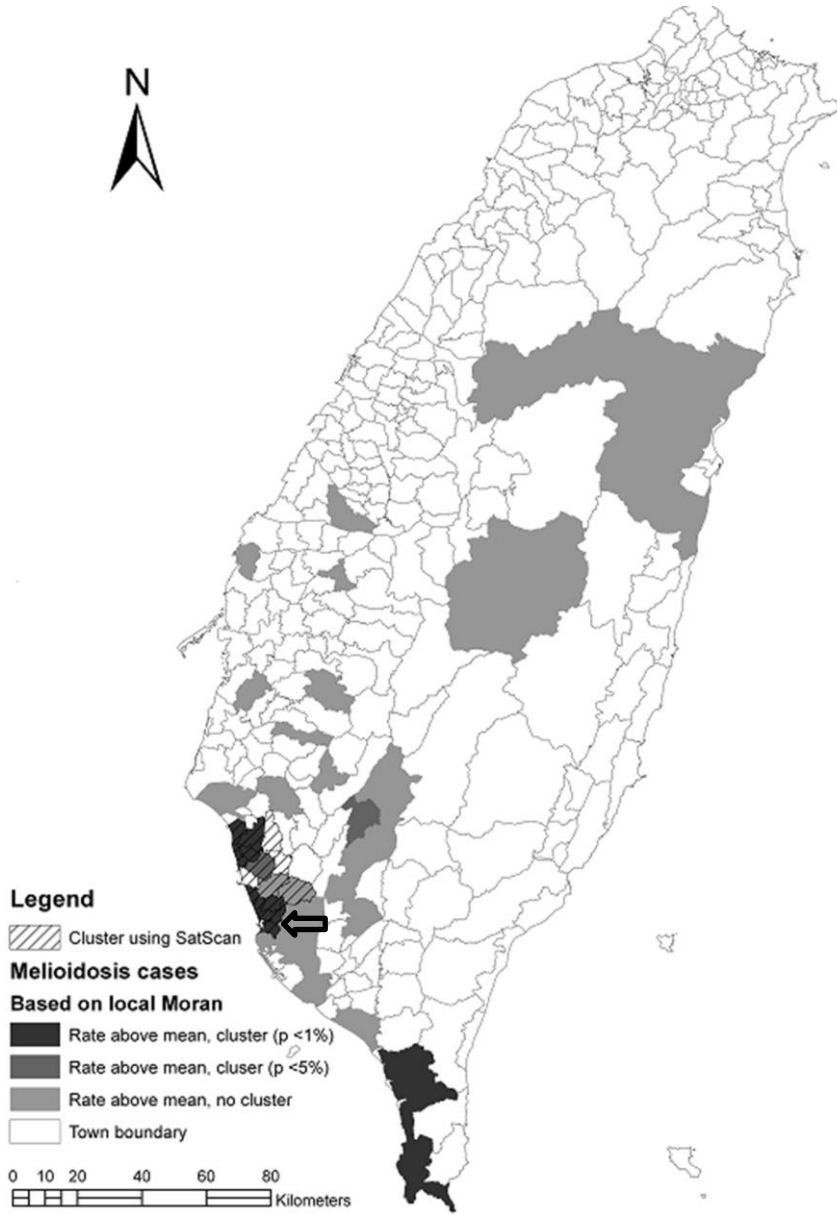 N
Legend
Cluster using SatScan
Melioidosis cases
Based on local Moran
Rate above mean, cluster (p <1%)
Rate above mean, cluser (p <5%)
Rate above mean, no cluster
Town boundary
0 10 20 40 60 80
Kilometers